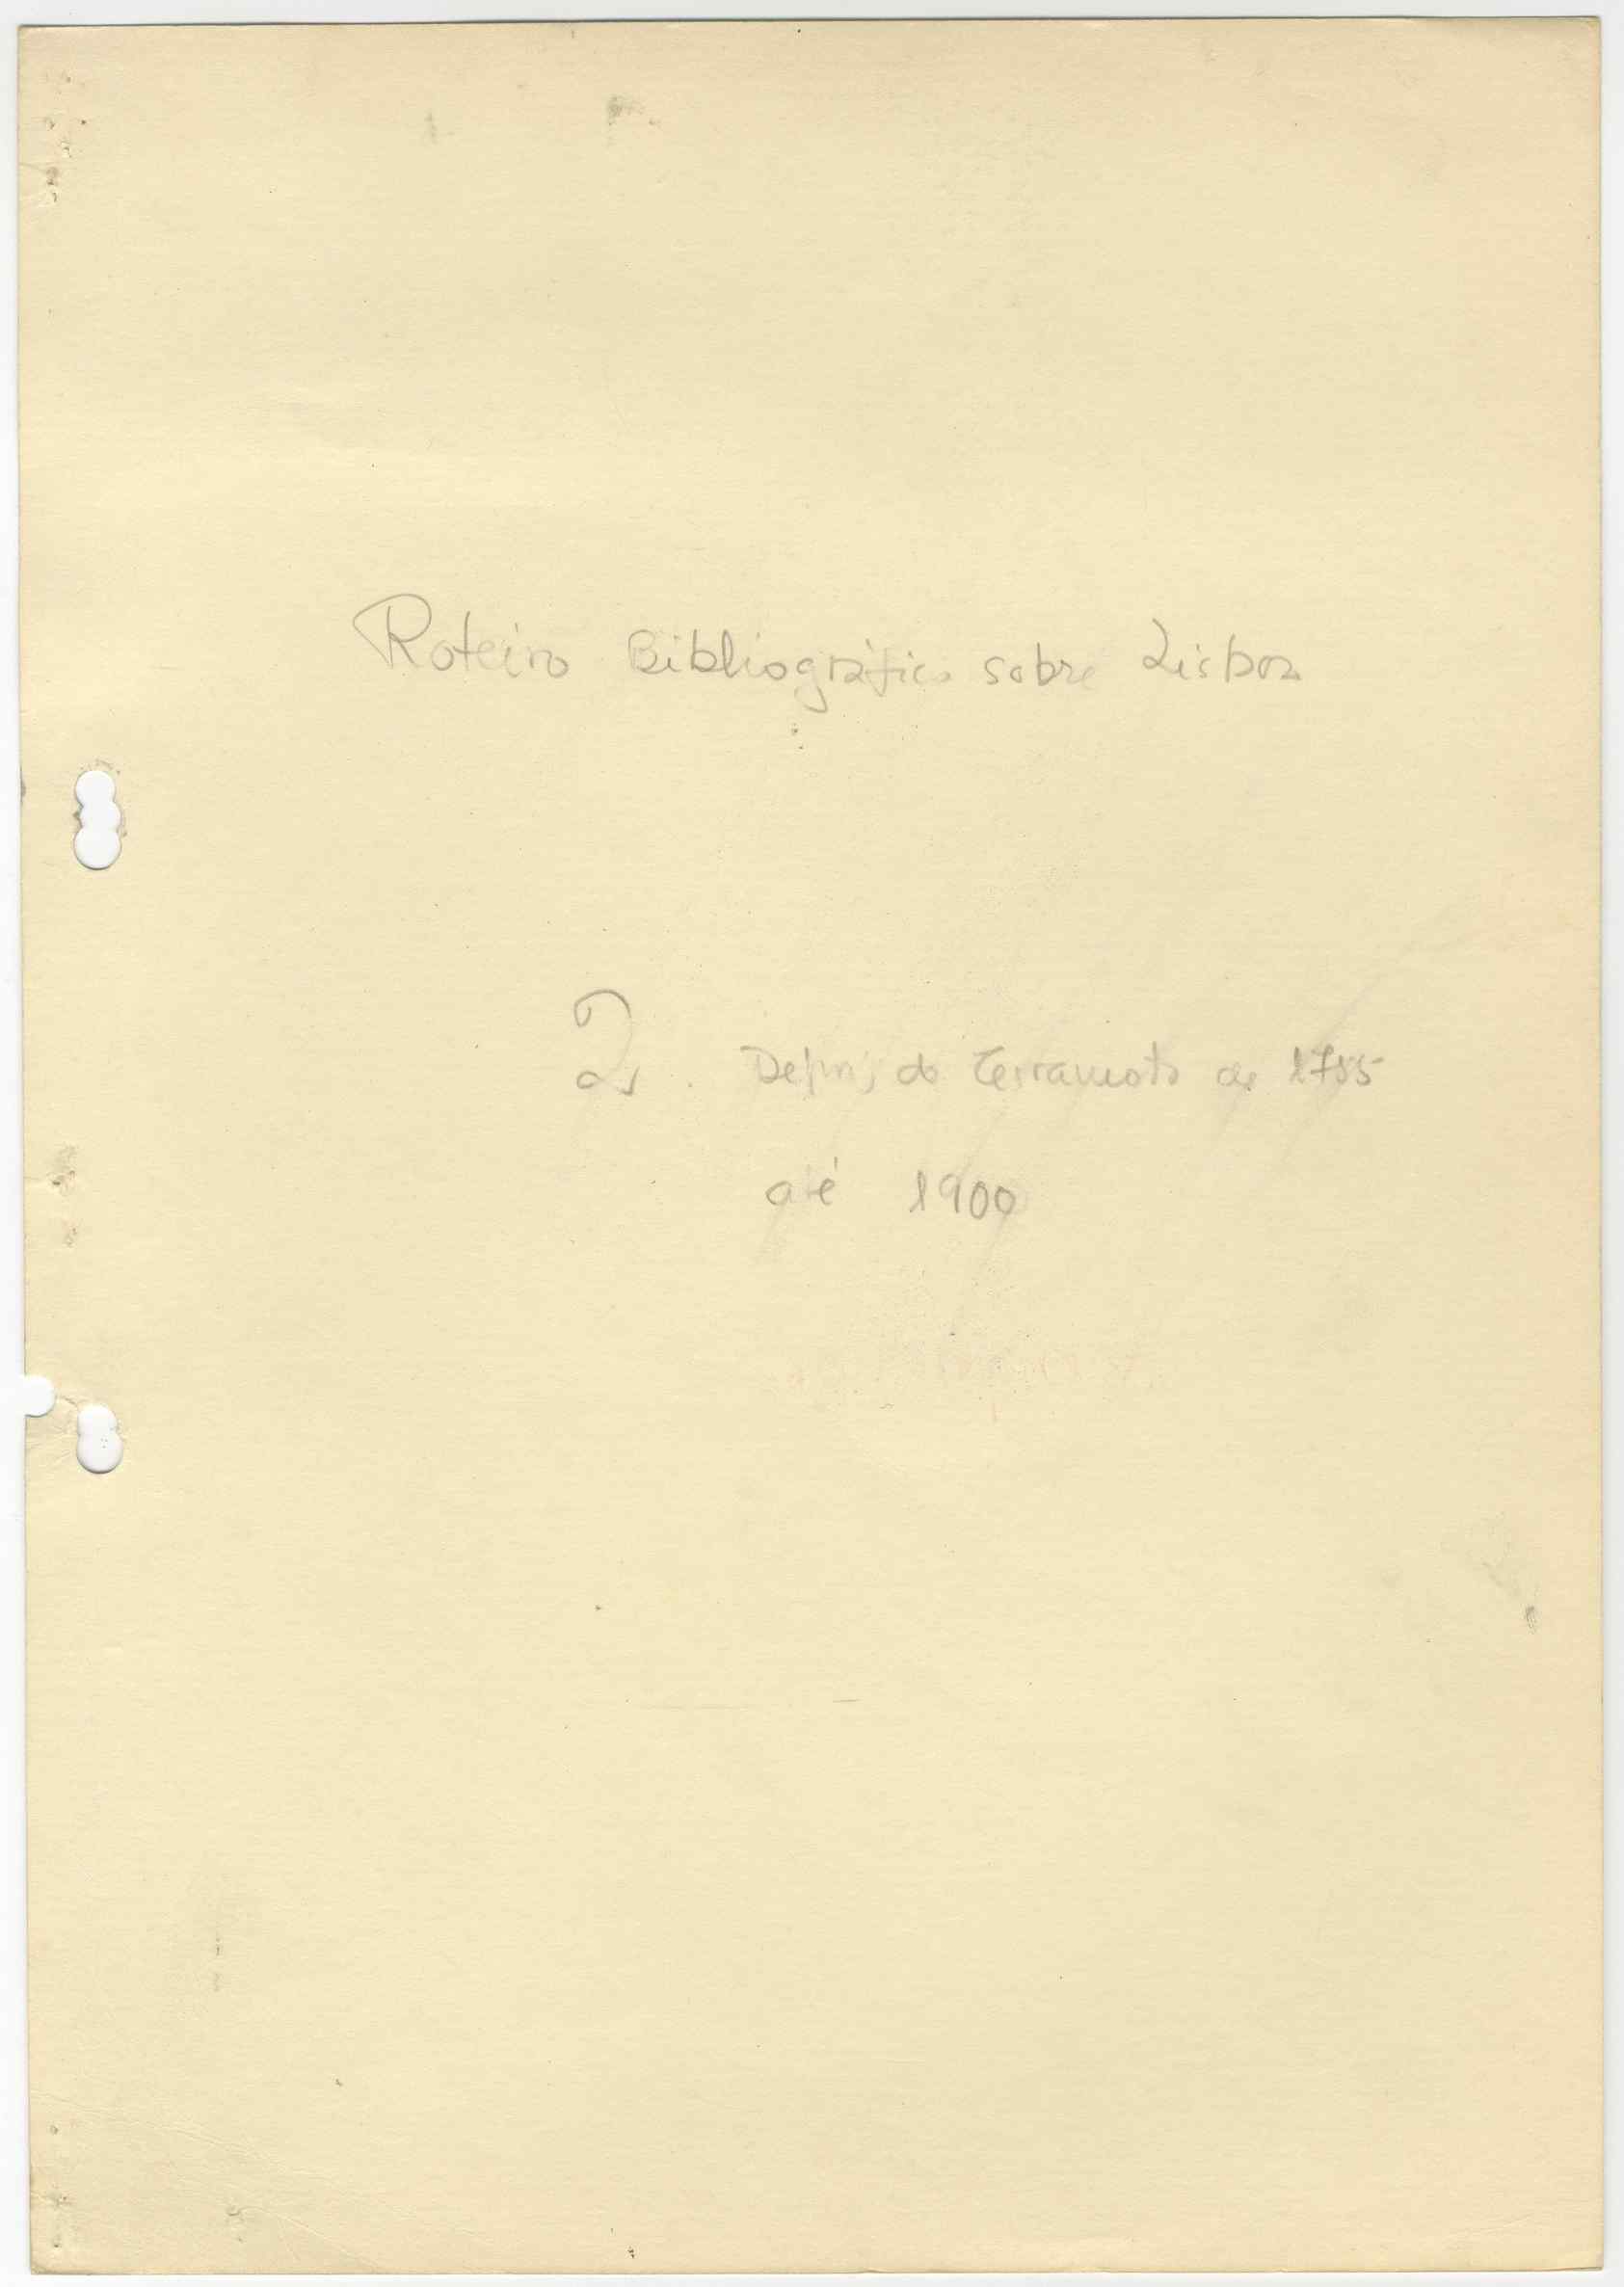 Roteiro Bibliográfico sobre Lisboa
2. Depois do Terramoto de 1755
até 1900